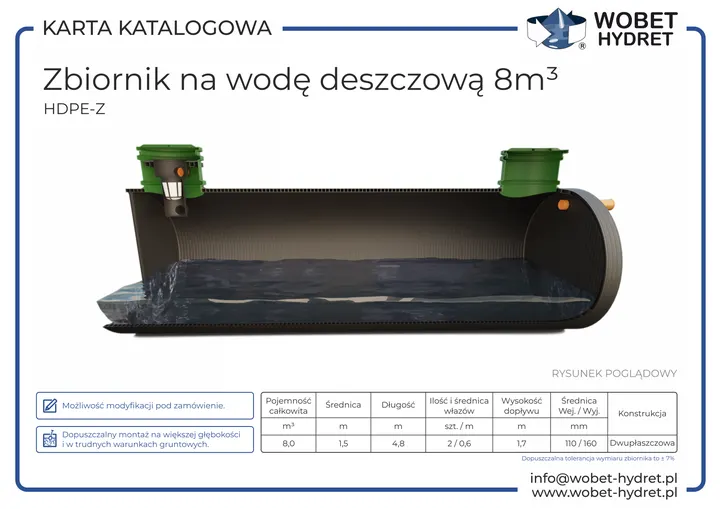 KARTA KATALOGOWA
WOBET
HYDRET
®
Zbiornik na wodę deszczową 8m³
HDPE-Z
RYSUNEK POGLĄDOWY
Możliwość modyfikacji pod zamówienie.
Dopuszczalny montaż na większej głębokości
i w trudnych warunkach gruntowych.
Pojemność całkowita Średnica Długość Ilość i średnica włazów Wysokość dopływu Średnica Wej. / Wyj. Konstrukcja
m³ m m szt. / m m mm
8,0 1,5 4,8 2 / 0,6 1,7 110 / 160 Dwupłaszczowa
Dopuszczalna tolerancja wymiaru zbiornika to ± 7%
info@wobet-hydret.pl
www.wobet-hydret.pl